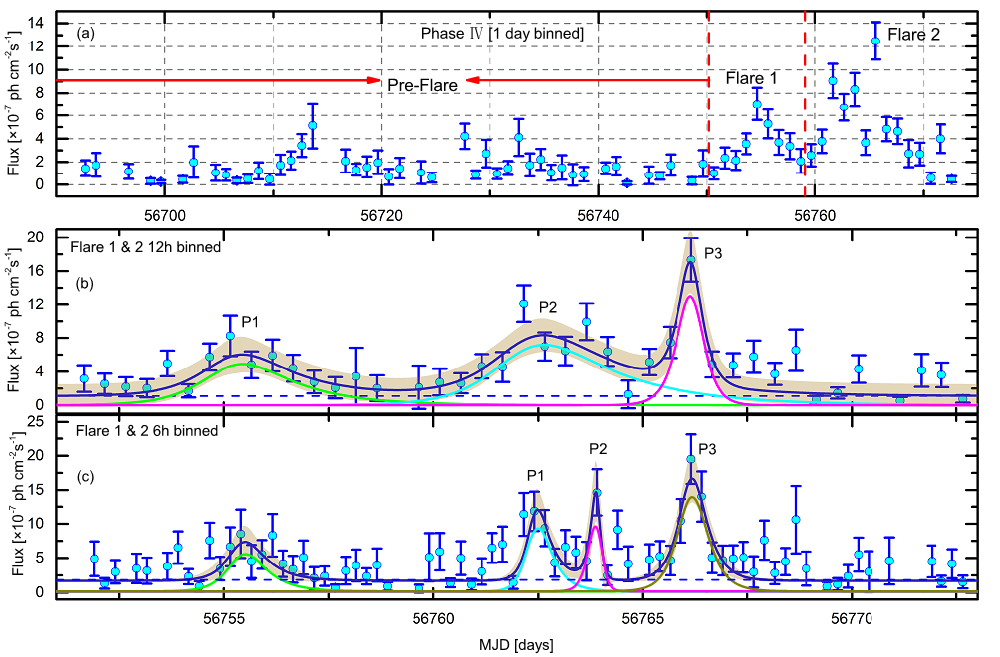 (a)
Phase Ⅳ [1 day binned]
Flare 2
Flare 1
Pre-Flare
Flux [×10⁻⁷ ph cm⁻²s⁻¹]
14
12
10
8
6
4
2
0
56700
56720
56740
56760
Flare 1 & 2 12h binned
(b)
P1
P2
P3
Flux [×10⁻⁷ ph cm⁻²s⁻¹]
20
16
12
8
4
0
Flare 1 & 2 6h binned
(c)
P1
P2
P3
Flux [×10⁻⁷ ph cm⁻²s⁻¹]
25
20
15
10
5
0
56755
56760
56765
56770
MJD [days]